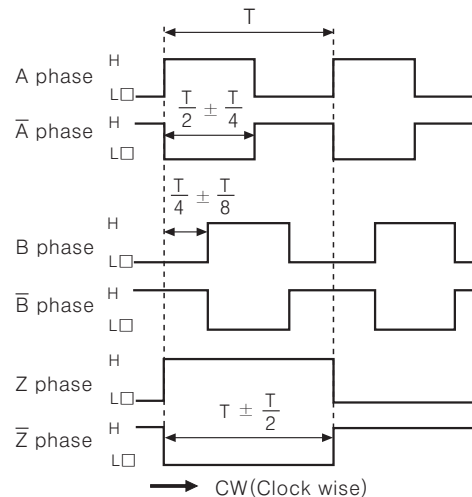 T
A phase H
L□
T/2 ± T/4
A̅ phase H
L□
T/4 ± T/8
B phase H
L□
B̅ phase H
L□
Z phase H
L□
T ± T/2
Z̅ phase H
L□
CW(Clock wise)